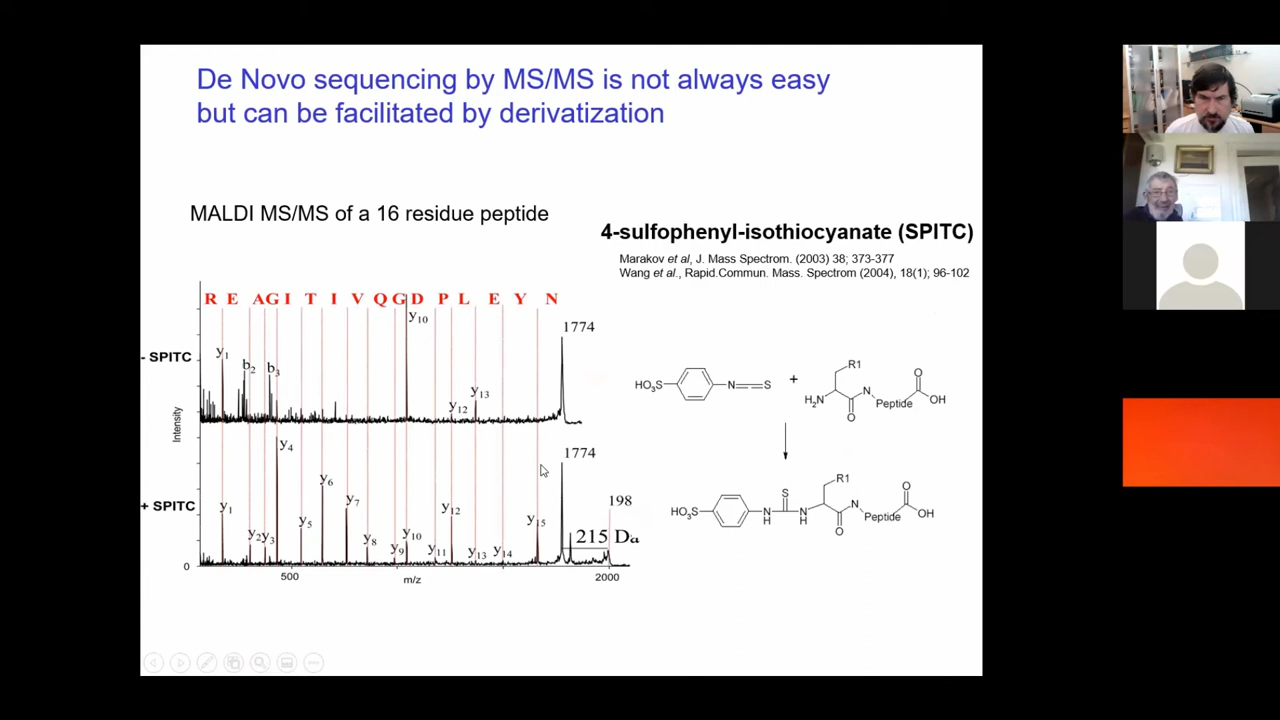 De Novo sequencing by MS/MS is not always easy
but can be facilitated by derivatization
MALDI MS/MS of a 16 residue peptide
4-sulfophenyl-isothiocyanate (SPITC)
Marakov et al, J. Mass Spectrom. (2003) 38; 373-377
Wang et al., Rapid.Commun. Mass. Spectrom (2004), 18(1); 96-102
R E A G I T I V Q G D P L E Y N
y10
1774
- SPITC
y1
b2
b3
y12
y13
Intensity
y4
1774
y6
y7
198
+ SPITC
y1
y2 y3
y5
y8
y9
y10
y11
y12
y13
y14
y15
215 Da
0
500
m/z
2000
HO3S
N
C
S
+
R1
H2N
O
N
Peptide
O
OH
HO3S
N
H
S
N
H
R1
O
N
Peptide
O
OH